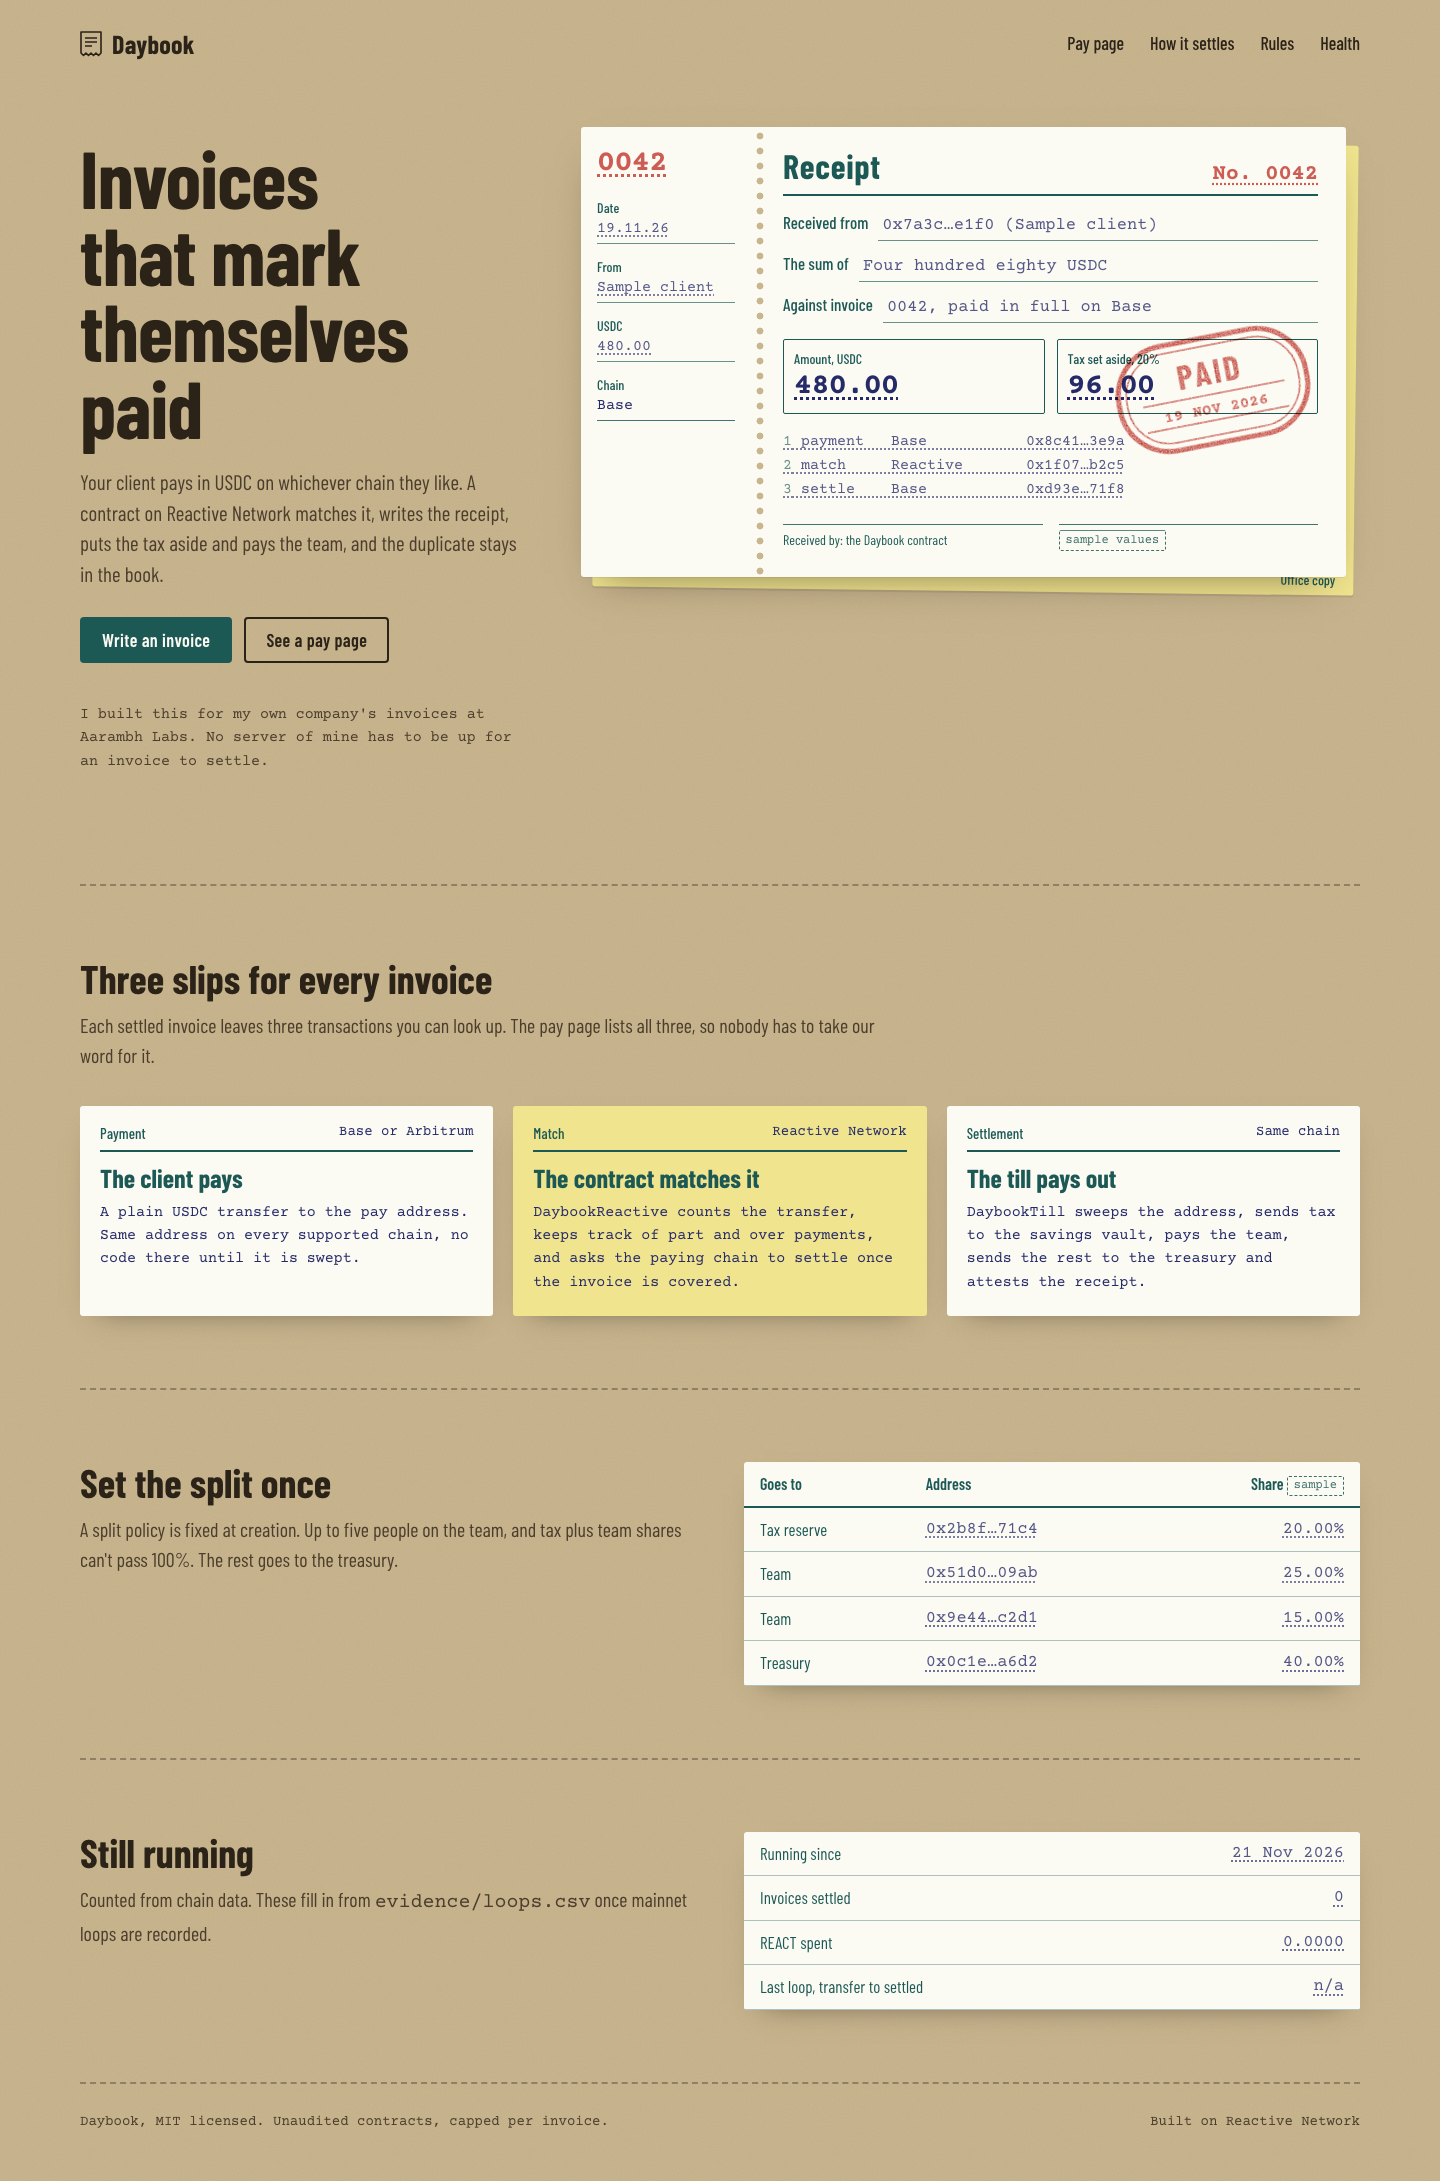 Daybook
Pay page How it settles Rules Health
Invoices
that mark
themselves
paid
Your client pays in USDC on whichever chain they like. A
contract on Reactive Network matches it, writes the receipt,
puts the tax aside and pays the team, and the duplicate stays
in the book.
Write an invoice See a pay page
I built this for my own company's invoices at
Aarambh Labs. No server of mine has to be up for
an invoice to settle.
0042
Date
19.11.26
From
Sample client
USDC
480.00
Chain
Base
Receipt No. 0042
Received from 0x7a3c…e1f0 (Sample client)
The sum of Four hundred eighty USDC
Against invoice 0042, paid in full on Base
Amount, USDC
480.00
Tax set aside, 20%
96.00
PAID
19 NOV 2026
1 payment Base 0x8c41…3e9a
2 match Reactive 0x1f07…b2c5
3 settle Base 0xd93e…71f8
Received by: the Daybook contract sample values
Office copy
Three slips for every invoice
Each settled invoice leaves three transactions you can look up. The pay page lists all three, so nobody has to take our
word for it.
Payment Base or Arbitrum
The client pays
A plain USDC transfer to the pay address.
Same address on every supported chain, no
code there until it is swept.
Match Reactive Network
The contract matches it
DaybookReactive counts the transfer,
keeps track of part and over payments,
and asks the paying chain to settle once
the invoice is covered.
Settlement Same chain
The till pays out
DaybookTill sweeps the address, sends tax
to the savings vault, pays the team,
sends the rest to the treasury and
attests the receipt.
Set the split once
A split policy is fixed at creation. Up to five people on the team, and tax plus team shares
can't pass 100%. The rest goes to the treasury.
Goes to Address Share sample
Tax reserve 0x2b8f…71c4 20.00%
Team 0x51d0…09ab 25.00%
Team 0x9e44…c2d1 15.00%
Treasury 0x0c1e…a6d2 40.00%
Still running
Counted from chain data. These fill in from evidence/loops.csv once mainnet
loops are recorded.
Running since 21 Nov 2026
Invoices settled 0
REACT spent 0.0000
Last loop, transfer to settled n/a
Daybook, MIT licensed. Unaudited contracts, capped per invoice. Built on Reactive Network